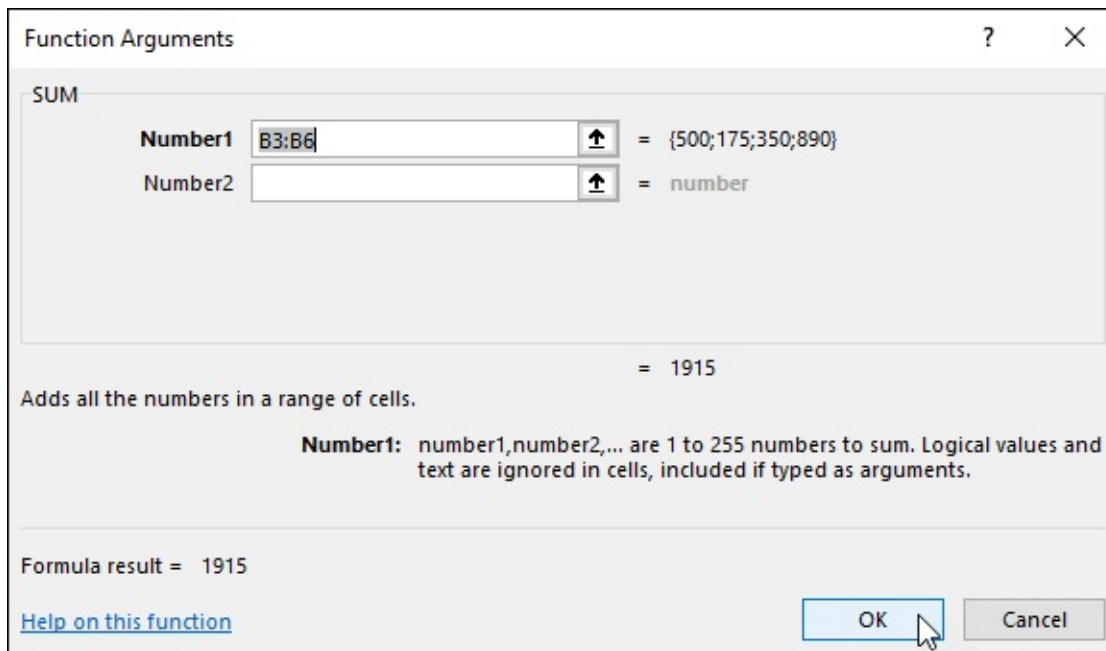 Function Arguments ? ×
SUM
Number1 B3:B6 = {500;175;350;890}
Number2 = number
= 1915
Adds all the numbers in a range of cells.
Number1: number1,number2,... are 1 to 255 numbers to sum. Logical values and
text are ignored in cells, included if typed as arguments.
Formula result = 1915
Help on this function OK Cancel